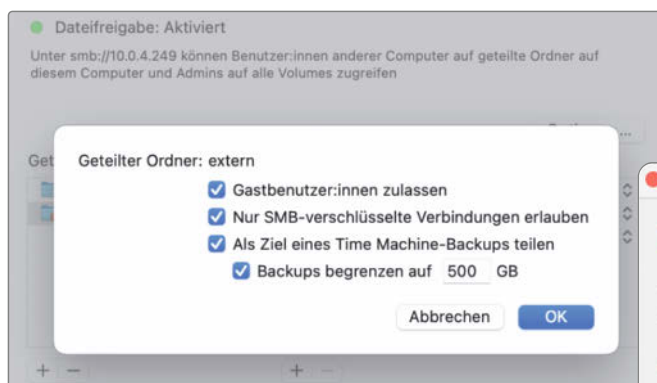 Dateifreigabe: Aktiviert
Unter smb://10.0.4.249 können Benutzer:innen anderer Computer auf geteilte Ordner auf
diesem Computer und Admins auf alle Volumes zugreifen
Geteilter Ordner: extern
Gastbenutzer:innen zulassen
Nur SMB-verschlüsselte Verbindungen erlauben
Als Ziel eines Time Machine-Backups teilen
Backups begrenzen auf 500 GB
Abbrechen OK